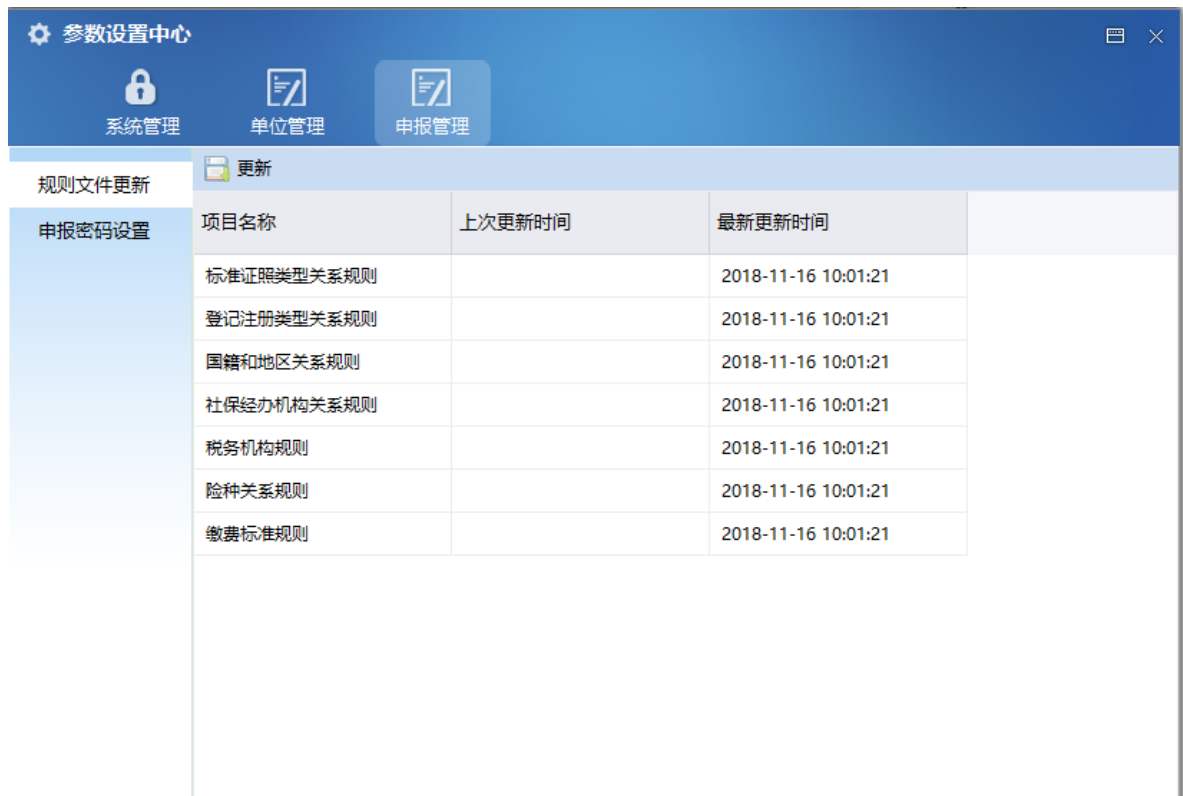 参数设置中心
系统管理 单位管理 申报管理
规则文件更新
申报密码设置
更新
项目名称 上次更新时间 最新更新时间
标准证照类型关系规则 2018-11-16 10:01:21
登记注册类型关系规则 2018-11-16 10:01:21
国籍和地区关系规则 2018-11-16 10:01:21
社保经办机构关系规则 2018-11-16 10:01:21
税务机构规则 2018-11-16 10:01:21
险种关系规则 2018-11-16 10:01:21
缴费标准规则 2018-11-16 10:01:21